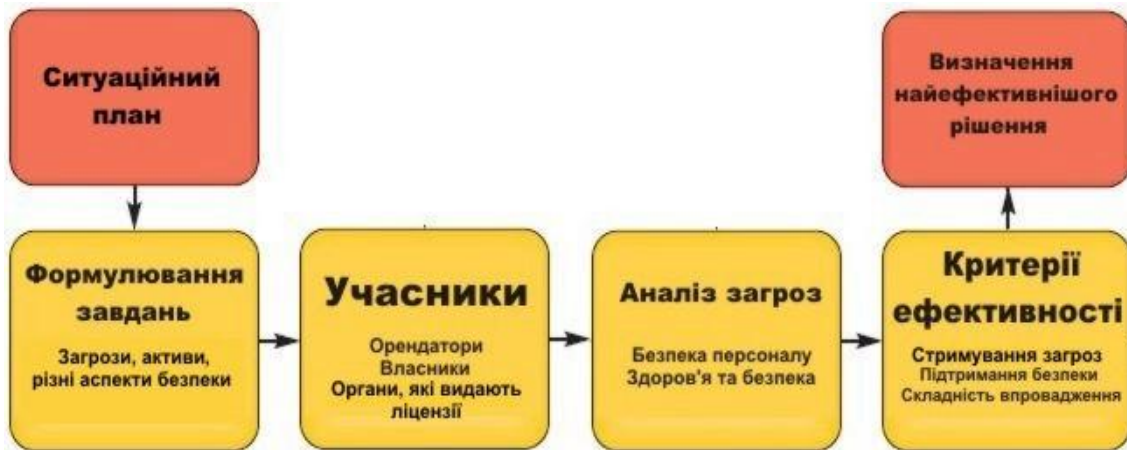 Ситуаційний
план
Визначення
найефективнішого
рішення
Формулювання
завдань
Загрози, активи,
різні аспекти безпеки
Учасники
Орендатори
Власники
Органи, які видають
ліцензії
Аналіз загроз
Безпека персоналу
Здоров'я та безпека
Критерії
ефективності
Стримування загроз
Підтримання безпеки
Складність впровадження